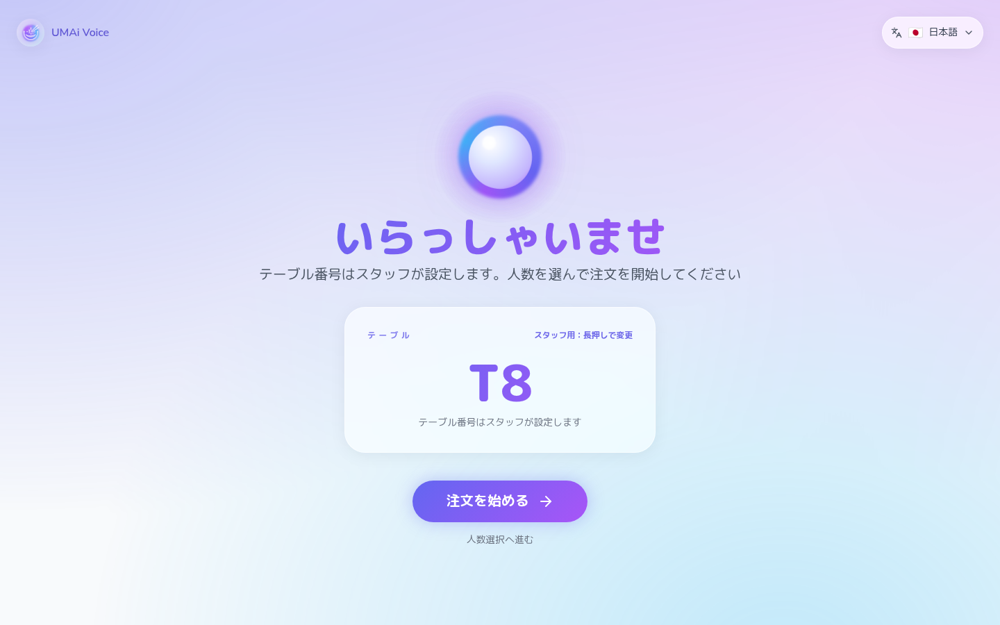 UMAi Voice
日本語
いらっしゃいませ
テーブル番号はスタッフが設定します。人数を選んで注文を開始してください
テーブル
スタッフ用：長押しで変更
T8
テーブル番号はスタッフが設定します
注文を始める →
人数選択へ進む